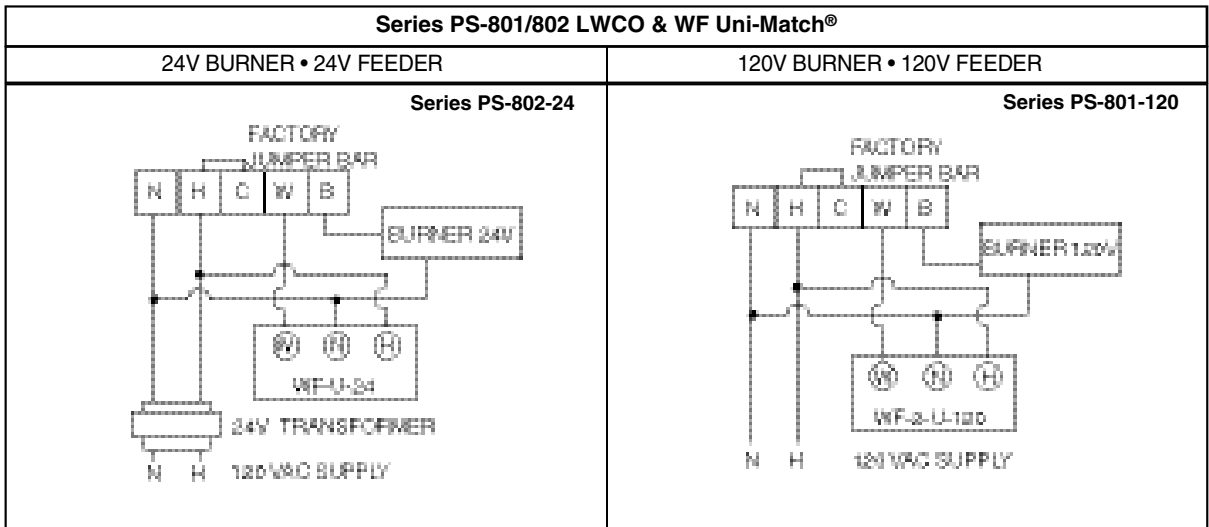 Series PS-801/802 LWCO & WF Uni-Match®
24V BURNER • 24V FEEDER
120V BURNER • 120V FEEDER
Series PS-802-24
FACTORY
JUMPER BAR
N H C W B
BURNER 24V
W N H
WF-U-24
24V TRANSFORMER
N H 120 VAC SUPPLY
Series PS-801-120
FACTORY
JUMPER BAR
N H C W B
BURNER 120V
W N H
WF-2-U-120
N H 120 VAC SUPPLY